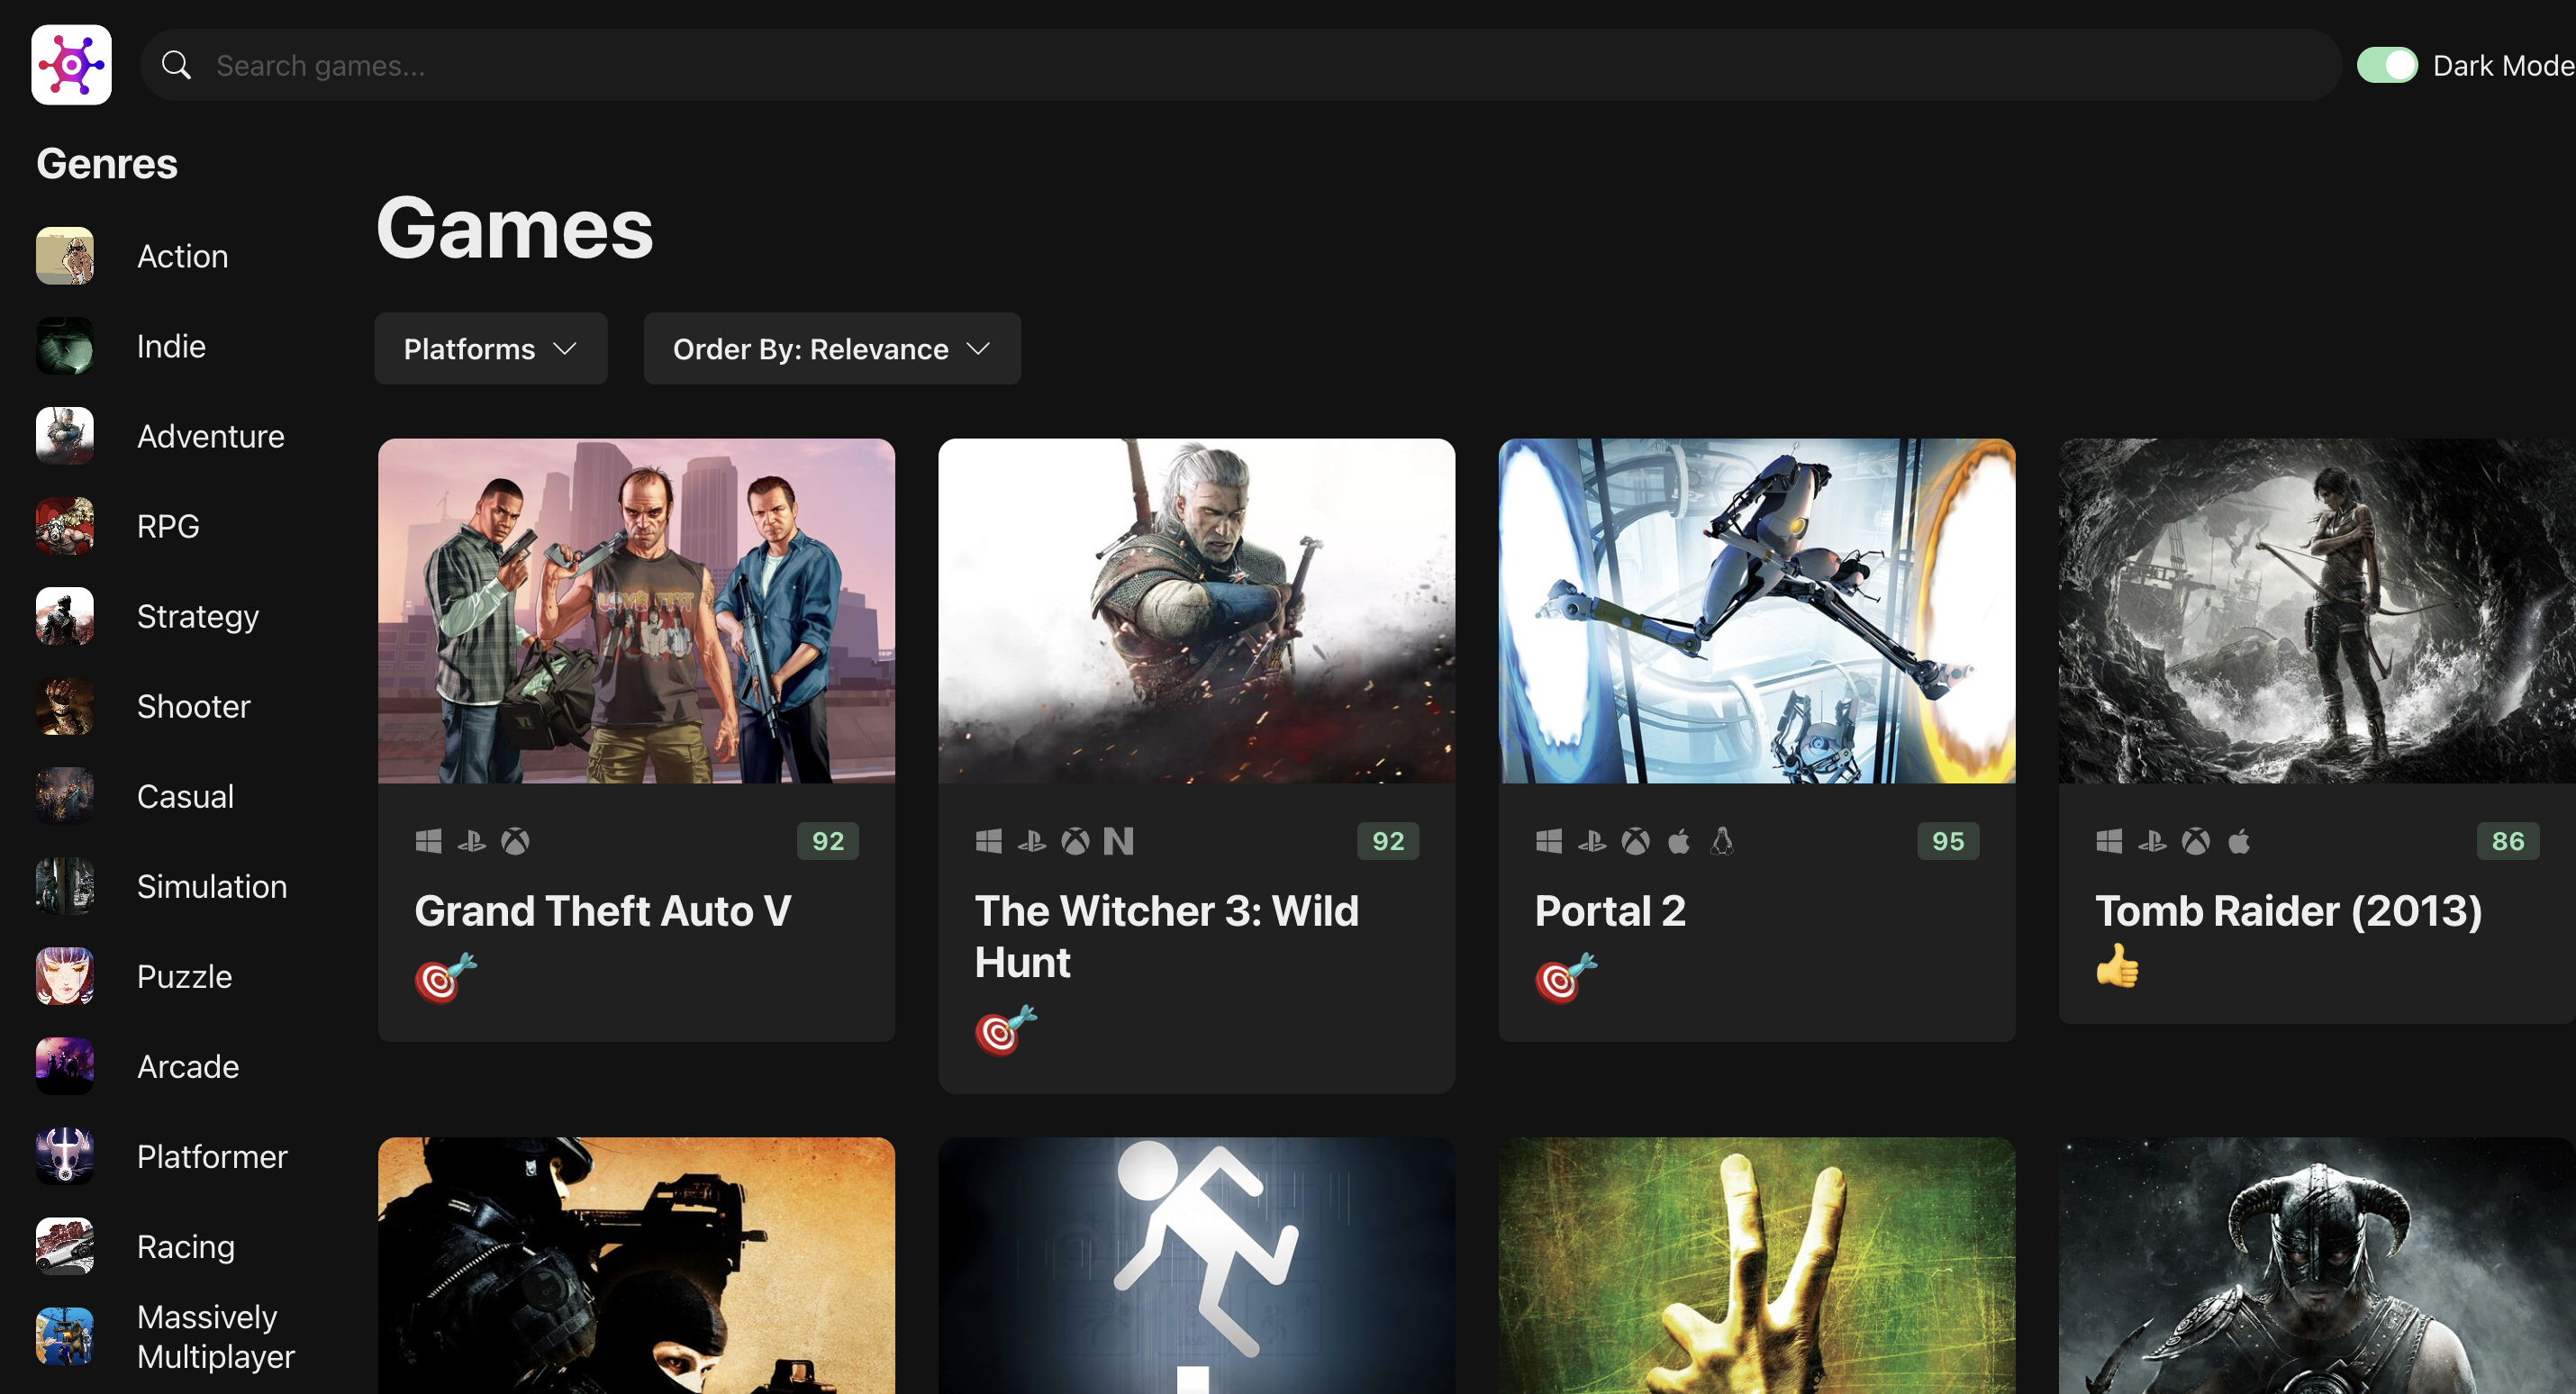 Search games...
Dark Mode
Genres
Action
Indie
Adventure
RPG
Strategy
Shooter
Casual
Simulation
Puzzle
Arcade
Platformer
Racing
Massively
Multiplayer
Games
Platforms
Order By: Relevance
92
Grand Theft Auto V
92
The Witcher 3: Wild
Hunt
95
Portal 2
86
Tomb Raider (2013)